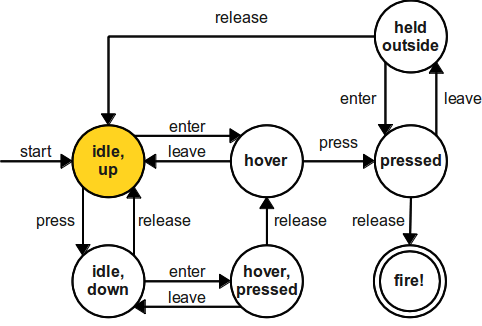 release
held
outside
enter
leave
start
idle,
up
enter
leave
hover
press
pressed
press
release
release
release
idle,
down
enter
leave
hover,
pressed
fire!